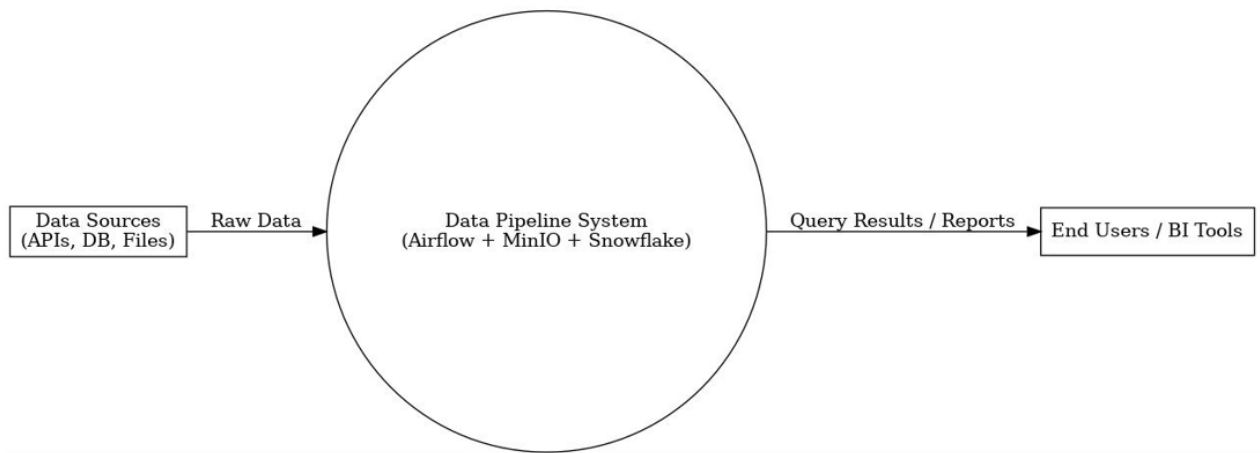 Data Sources
(APIs, DB, Files)
Raw Data
Data Pipeline System
(Airflow + MinIO + Snowflake)
Query Results / Reports
End Users / BI Tools